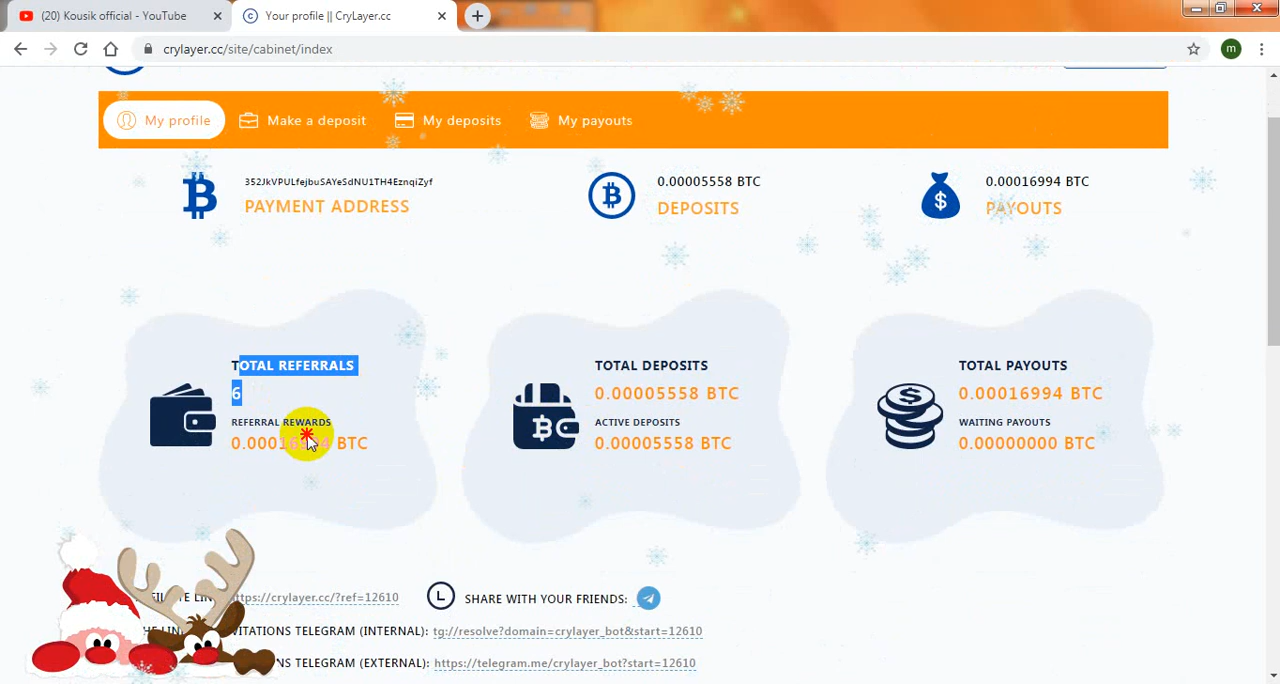 (20) Kousik official - YouTube
Your profile || CryLayer.cc
crylayer.cc/site/cabinet/index
m
My profile
Make a deposit
My deposits
My payouts
352JkVPULfejbuSAYeSdNU1TH4EznqiZyf
PAYMENT ADDRESS
0.00005558 BTC
DEPOSITS
0.00016994 BTC
PAYOUTS
TOTAL REFERRALS
6
REFERRAL REWARDS
BTC
TOTAL DEPOSITS
0.00005558 BTC
ACTIVE DEPOSITS
0.00005558 BTC
TOTAL PAYOUTS
0.00016994 BTC
WAITING PAYOUTS
0.00000000 BTC
https://crylayer.cc/?ref=12610
SHARE WITH YOUR FRIENDS:
TELEGRAM (INTERNAL): tg://resolve?domain=crylayer_bot&start=12610
TELEGRAM (EXTERNAL): https://telegram.me/crylayer_bot?start=12610